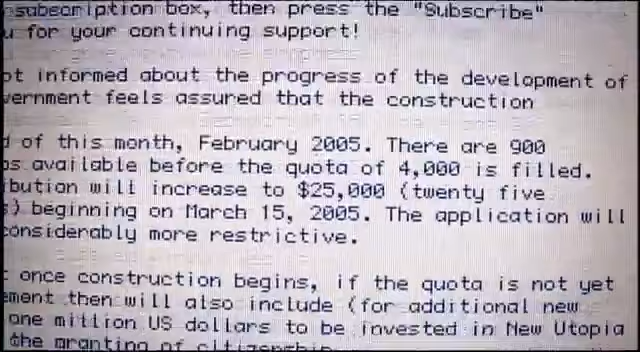 subscription box, then press the "Subscribe"
u for your continuing support!
pt informed about the progress of the development of
vernment feels assured that the construction
d of this month, February 2005. There are 900
ps available before the quota of 4,000 is filled.
ibution will increase to $25,000 (twenty five
s) beginning on March 15, 2005. The application will
considerably more restrictive.
t once construction begins, if the quota is not yet
ement then will also include (for additional new
one million US dollars to be invested in New Utopia
the granting of citizenship